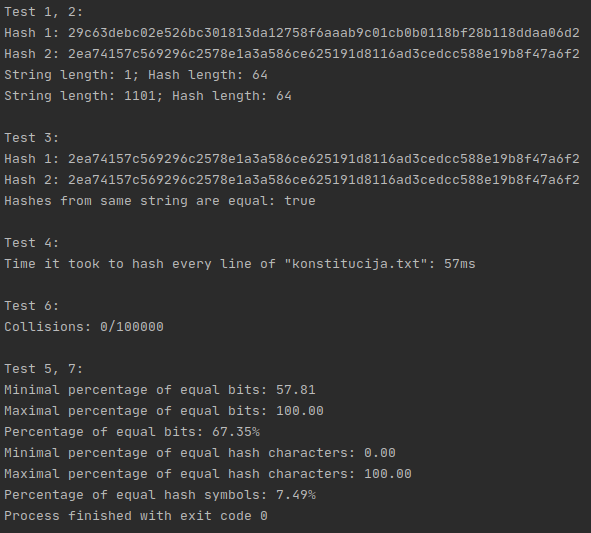 Test 1, 2:
Hash 1: 29c63debc02e526bc301813da12758f6aaab9c01cb0b0118bf28b118ddaa06d2
Hash 2: 2ea74157c569296c2578e1a3a586ce625191d8116ad3cedcc588e19b8f47a6f2
String length: 1; Hash length: 64
String length: 1101; Hash length: 64
Test 3:
Hash 1: 2ea74157c569296c2578e1a3a586ce625191d8116ad3cedcc588e19b8f47a6f2
Hash 2: 2ea74157c569296c2578e1a3a586ce625191d8116ad3cedcc588e19b8f47a6f2
Hashes from same string are equal: true
Test 4:
Time it took to hash every line of "konstitucija.txt": 57ms
Test 6:
Collisions: 0/100000
Test 5, 7:
Minimal percentage of equal bits: 57.81
Maximal percentage of equal bits: 100.00
Percentage of equal bits: 67.35%
Minimal percentage of equal hash characters: 0.00
Maximal percentage of equal hash characters: 100.00
Percentage of equal hash symbols: 7.49%
Process finished with exit code 0